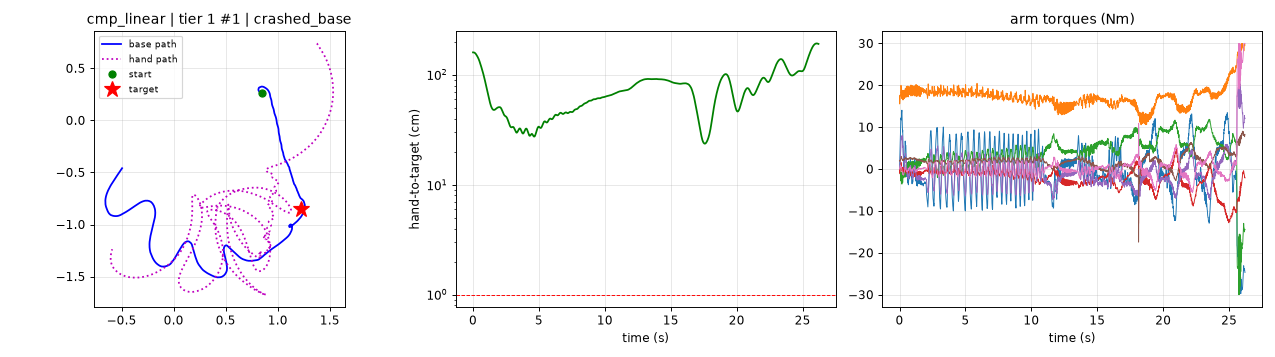 cmp_linear | tier 1 #1 | crashed_base
base path
hand path
start
target
0.5
0.0
−0.5
−1.0
−1.5
−0.5 0.0 0.5 1.0 1.5
hand-to-target (cm)
10²
10¹
10⁰
0 5 10 15 20 25
time (s)
arm torques (Nm)
30
20
10
0
−10
−20
−30
0 5 10 15 20 25
time (s)